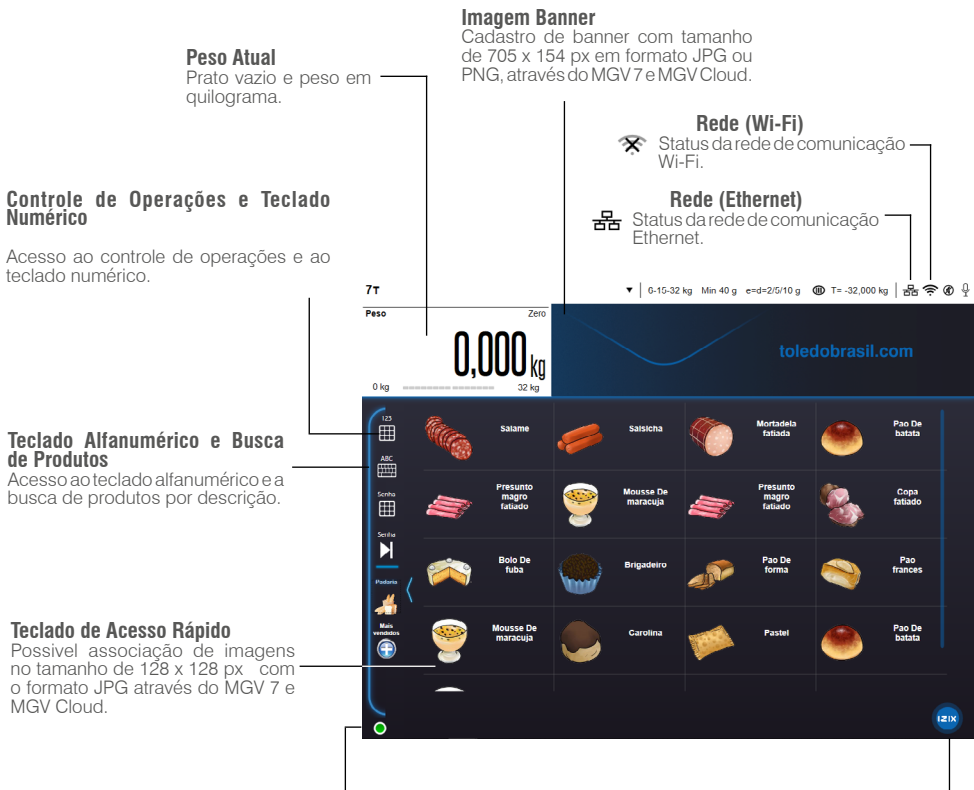 Imagem Banner
Cadastro de banner com tamanho
de 705 x 154 px em formato JPG ou
PNG, através do MGV 7 e MGV Cloud.
Peso Atual
Prato vazio e peso em
quilograma.
Rede (Wi-Fi)
Status da rede de comunicação
Wi-Fi.
Rede (Ethernet)
Status da rede de comunicação
Ethernet.
Controle de Operações e Teclado
Numérico
Acesso ao controle de operações e ao
teclado numérico.
7T
0-15-32 kg Min 40 g e=d=2/5/10 g T= -32,000 kg
Peso Zero
0,000 kg
0 kg 32 kg
toledobrasil.com
Teclado Alfanumérico e Busca
de Produtos
Acesso ao teclado alfanumérico e a
busca de produtos por descrição.
123
ABC
Senha
Senha
Padaria
Mais
vendidos
Salame
Salsicha
Mortadela
fatiada
Pao De
batata
Presunto
magro
fatiado
Mousse De
maracuja
Presunto
magro
fatiado
Copa
fatiado
Bolo De
fuba
Brigadeiro
Pao De
forma
Pao
frances
Mousse De
maracuja
Carolina
Pastel
Pao De
batata
Teclado de Acesso Rápido
Possivel associação de imagens
no tamanho de 128 x 128 px com
o formato JPG através do MGV 7 e
MGV Cloud.
IZIX